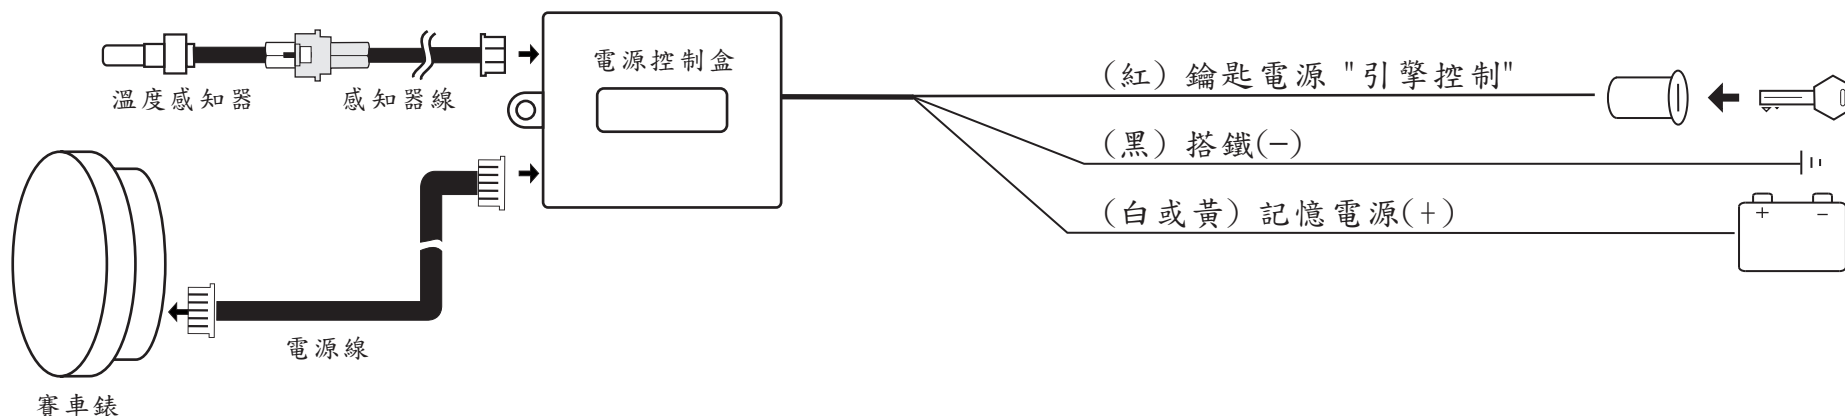 電源控制盒
溫度感知器
感知器線
(紅) 鑰匙電源 "引擎控制"
(黑) 搭鐵(−)
(白或黃) 記憶電源(+)
+ −
電源線
賽車錶